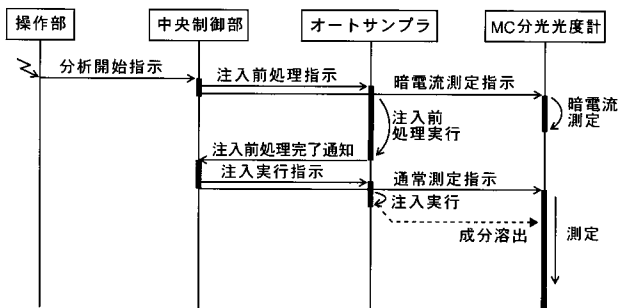 操作部
中央制御部
オートサンプラ
MC分光光度計
分析開始指示
注入前処理指示
暗電流測定指示
注入前
処理実行
暗電流
測定
注入前処理完了通知
注入実行指示
通常測定指示
注入実行
成分溶出
測定